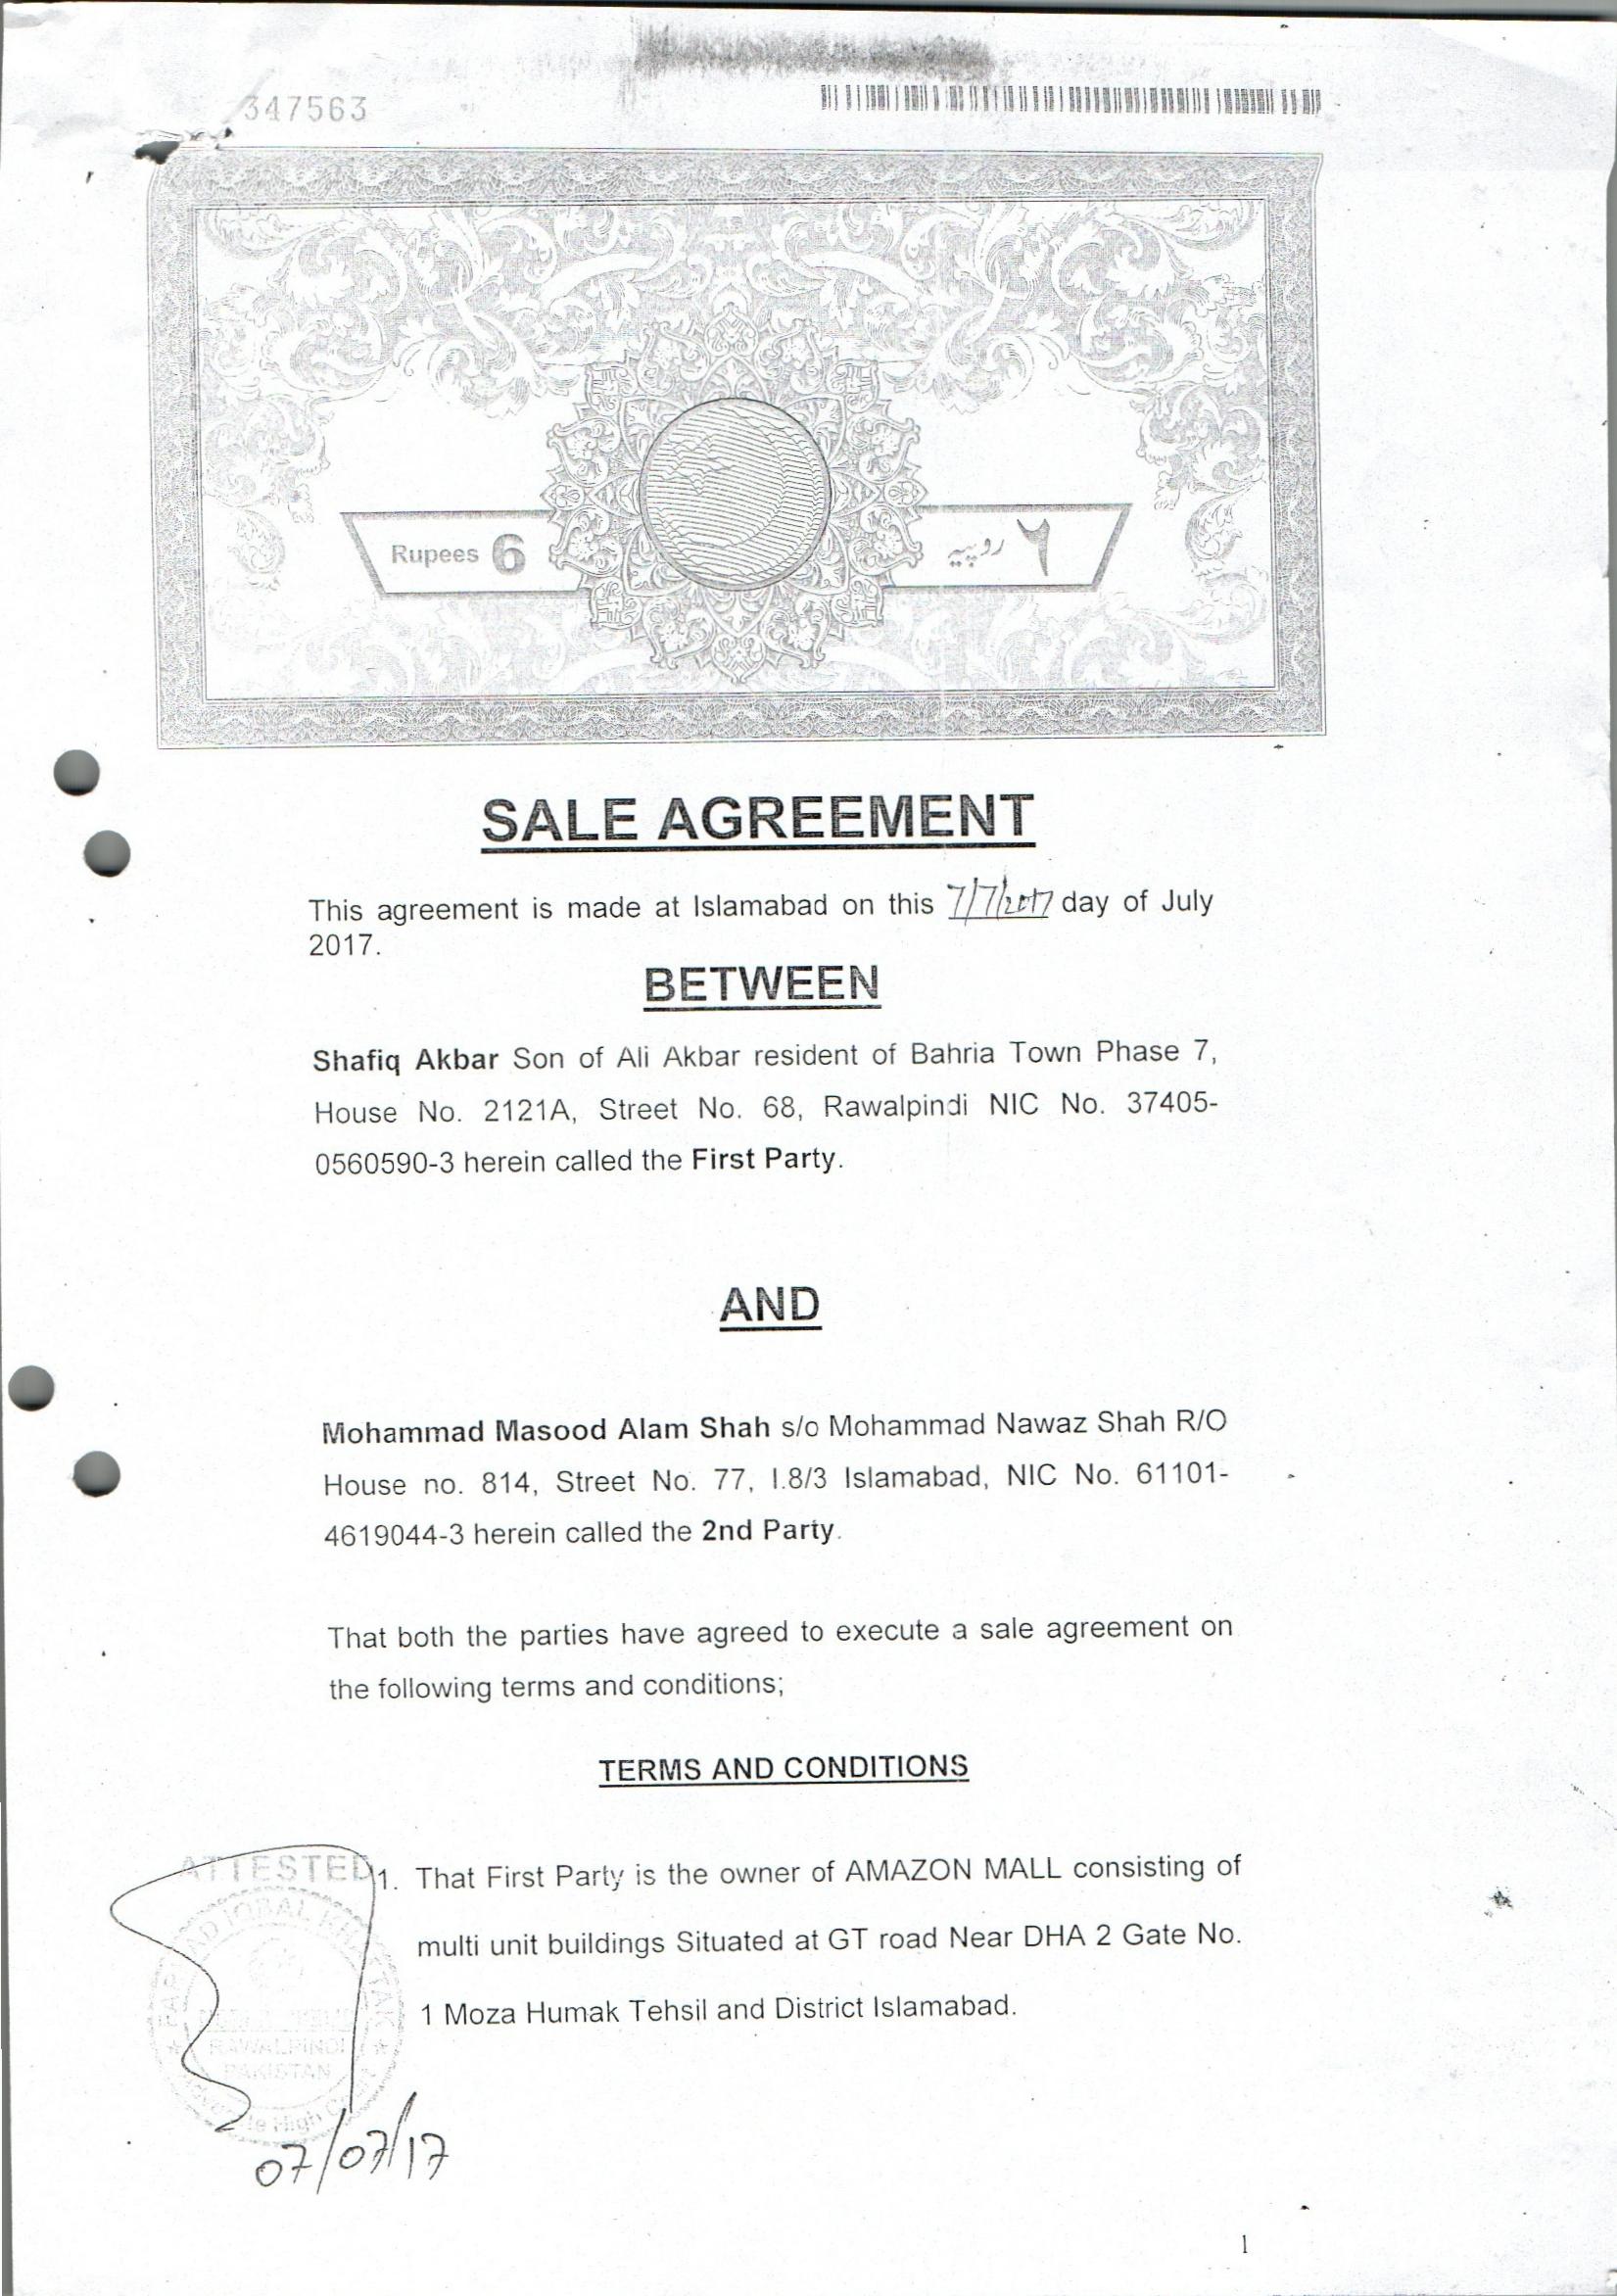 347563
Rupees 6
۲ روپیہ
SALE AGREEMENT
This agreement is made at Islamabad on this 7/7/2017 day of July
2017.
BETWEEN
Shafiq Akbar Son of Ali Akbar resident of Bahria Town Phase 7,
House No. 2121A, Street No. 68, Rawalpindi NIC No. 37405-
0560590-3 herein called the First Party.
AND
Mohammad Masood Alam Shah s/o Mohammad Nawaz Shah R/O
House no. 814, Street No. 77, I.8/3 Islamabad, NIC No. 61101-
4619044-3 herein called the 2nd Party.
That both the parties have agreed to execute a sale agreement on
the following terms and conditions;
TERMS AND CONDITIONS
1. That First Party is the owner of AMAZON MALL consisting of
multi unit buildings Situated at GT road Near DHA 2 Gate No.
1 Moza Humak Tehsil and District Islamabad.
ATTESTED
IQBAL
RAWALPINDI
PAKISTAN
High
07/07/17
1